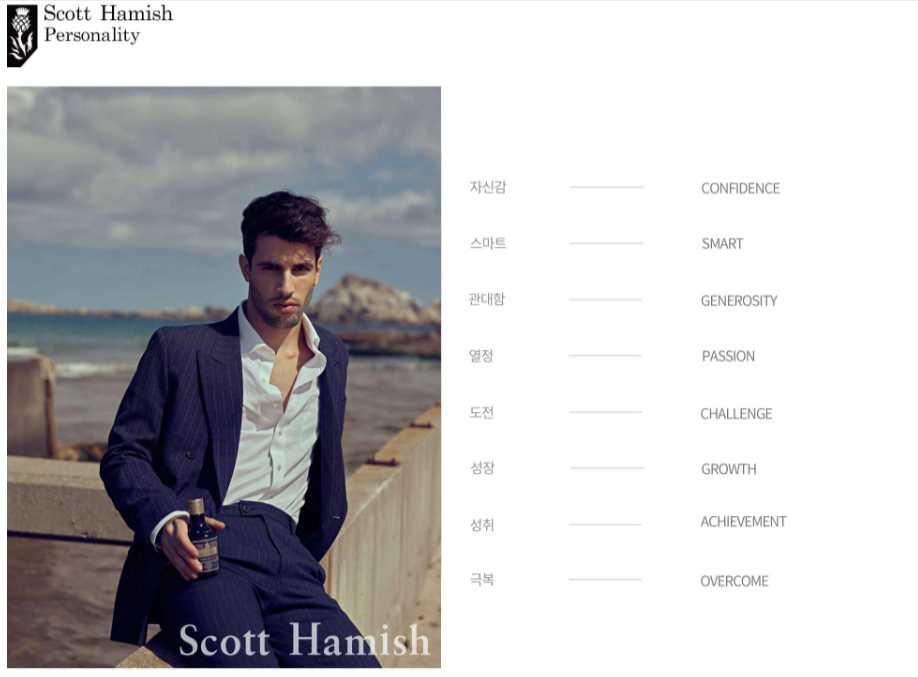 Scott Hamish
Personality
자신감 CONFIDENCE
스마트 SMART
관대함 GENEROSITY
열정 PASSION
도전 CHALLENGE
성장 GROWTH
성취 ACHIEVEMENT
극복 OVERCOME
Scott Hamish